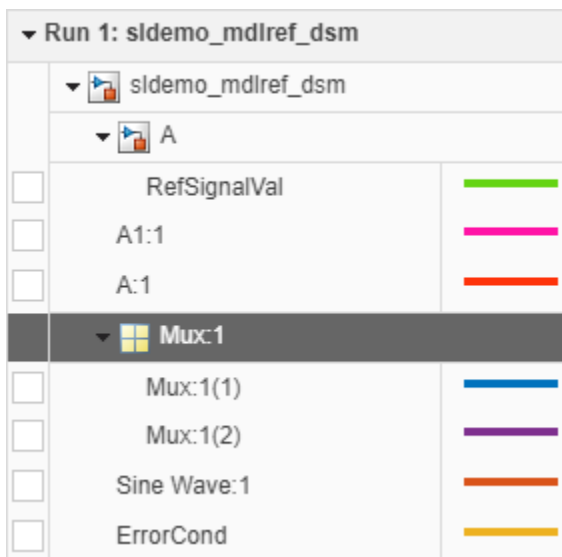 Run 1: sldemo_mdlref_dsm
sldemo_mdlref_dsm
A
RefSignalVal
A1:1
A:1
Mux:1
Mux:1(1)
Mux:1(2)
Sine Wave:1
ErrorCond